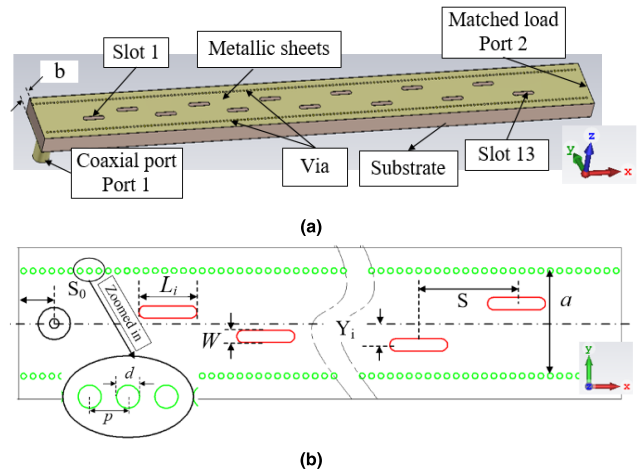 Slot 1
Metallic sheets
Matched load
Port 2
b
Coaxial port
Port 1
Via
Substrate
Slot 13
z
y
x
(a)
S0
Li
Zoomed in
W
Yi
S
a
d
p
y
x
(b)